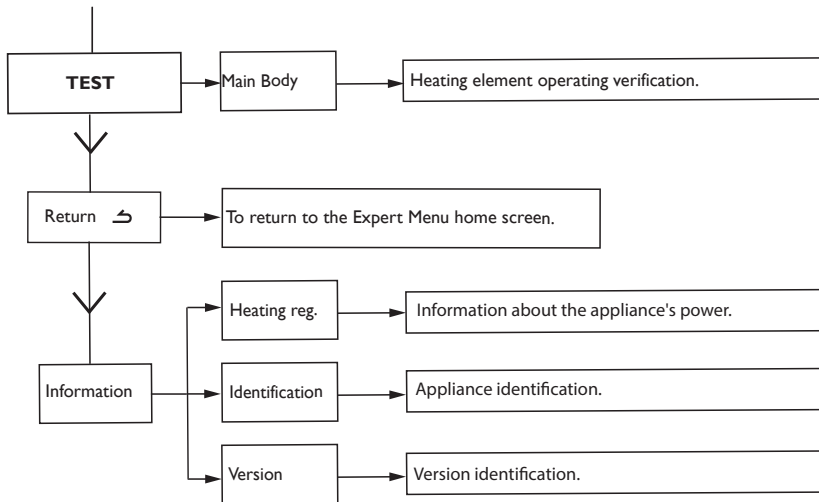 TEST
Main Body
Heating element operating verification.
Return
To return to the Expert Menu home screen.
Information
Heating reg.
Information about the appliance's power.
Identification
Appliance identification.
Version
Version identification.